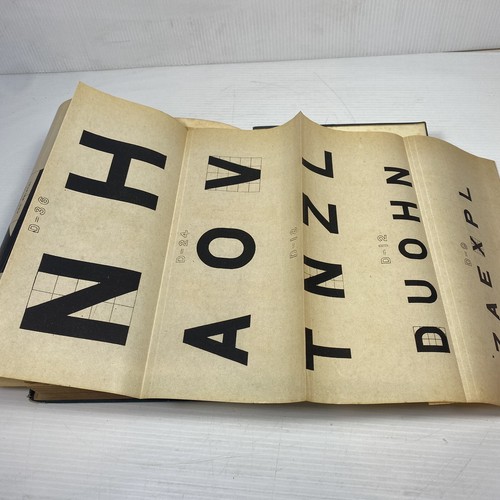 N H
D=36
A O V
D=24
T N Z L
D=18
D U O H N
D=12
Z A E X P L
D=9